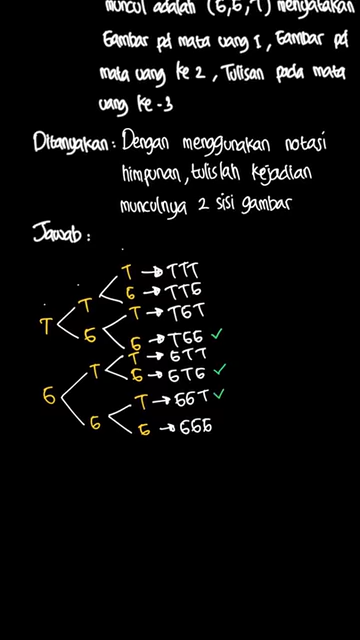 muncul adalah (G,G,T) menyatakan
Gambar pd mata uang 1, Gambar pd
mata uang ke 2, Tulisan pada mata
uang ke-3
Ditanyakan: Dengan menggunakan notasi
himpunan, tulislah kejadian
munculnya 2 sisi gambar
Jawab:
T → TTT
T
G → TTG
T
T → TGT
G
G → TGG ✓
T → GTT
T
G → GTG ✓
G
T → GGT ✓
G
G → GGG